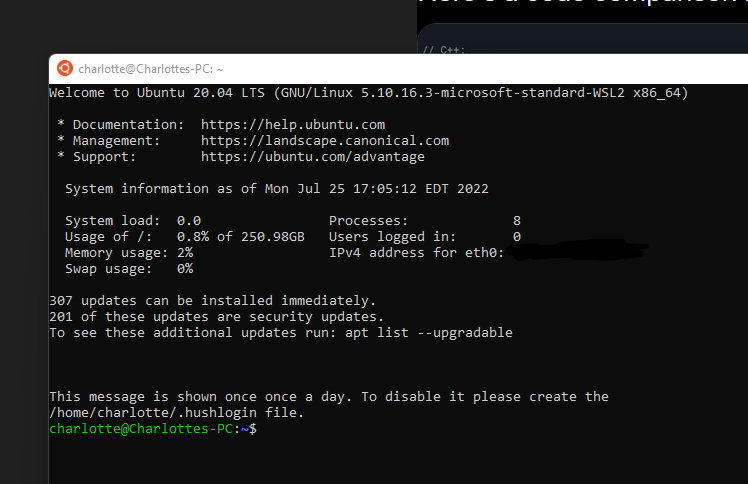 // C++:
charlotte@Charlottes-PC: ~
Welcome to Ubuntu 20.04 LTS (GNU/Linux 5.10.16.3-microsoft-standard-WSL2 x86_64)
* Documentation: https://help.ubuntu.com
* Management: https://landscape.canonical.com
* Support: https://ubuntu.com/advantage
System information as of Mon Jul 25 17:05:12 EDT 2022
System load: 0.0 Processes: 8
Usage of /: 0.8% of 250.98GB Users logged in: 0
Memory usage: 2% IPv4 address for eth0:
Swap usage: 0%
307 updates can be installed immediately.
201 of these updates are security updates.
To see these additional updates run: apt list --upgradable
This message is shown once once a day. To disable it please create the
/home/charlotte/.hushlogin file.
charlotte@Charlottes-PC:~$